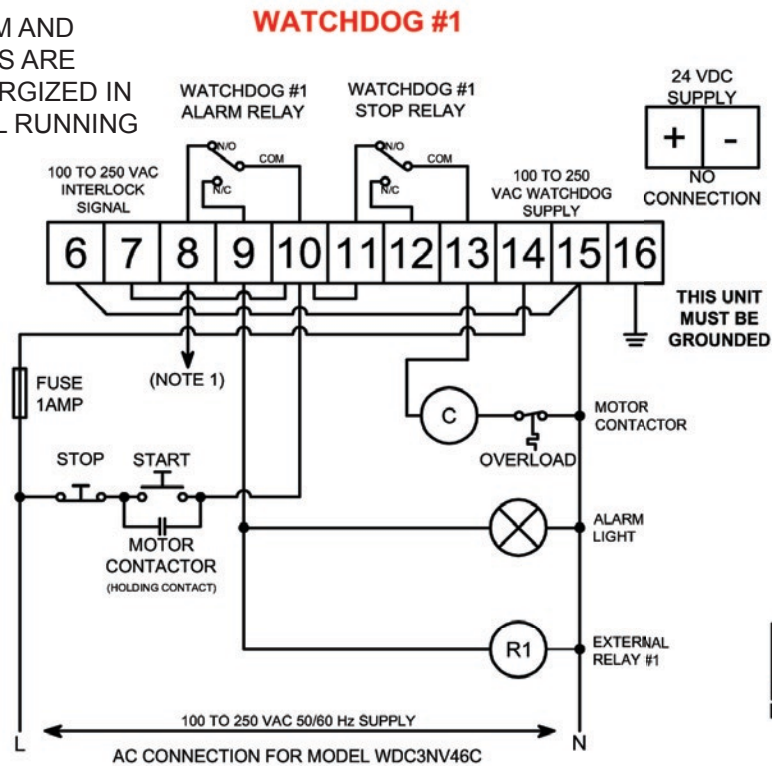 WATCHDOG #1
M AND
S ARE
RGIZED IN
L RUNNING
WATCHDOG #1
ALARM RELAY
WATCHDOG #1
STOP RELAY
24 VDC
SUPPLY
+ -
NO
CONNECTION
N/O
COM
N/C
N/O
COM
N/C
100 TO 250 VAC
INTERLOCK
SIGNAL
100 TO 250
VAC WATCHDOG
SUPPLY
6 7 8 9 10 11 12 13 14 15 16
THIS UNIT
MUST BE
GROUNDED
(NOTE 1)
FUSE
1AMP
C
MOTOR
CONTACTOR
OVERLOAD
STOP
START
MOTOR
CONTACTOR
(HOLDING CONTACT)
ALARM
LIGHT
R1
EXTERNAL
RELAY #1
100 TO 250 VAC 50/60 Hz SUPPLY
L
N
AC CONNECTION FOR MODEL WDC3NV46C